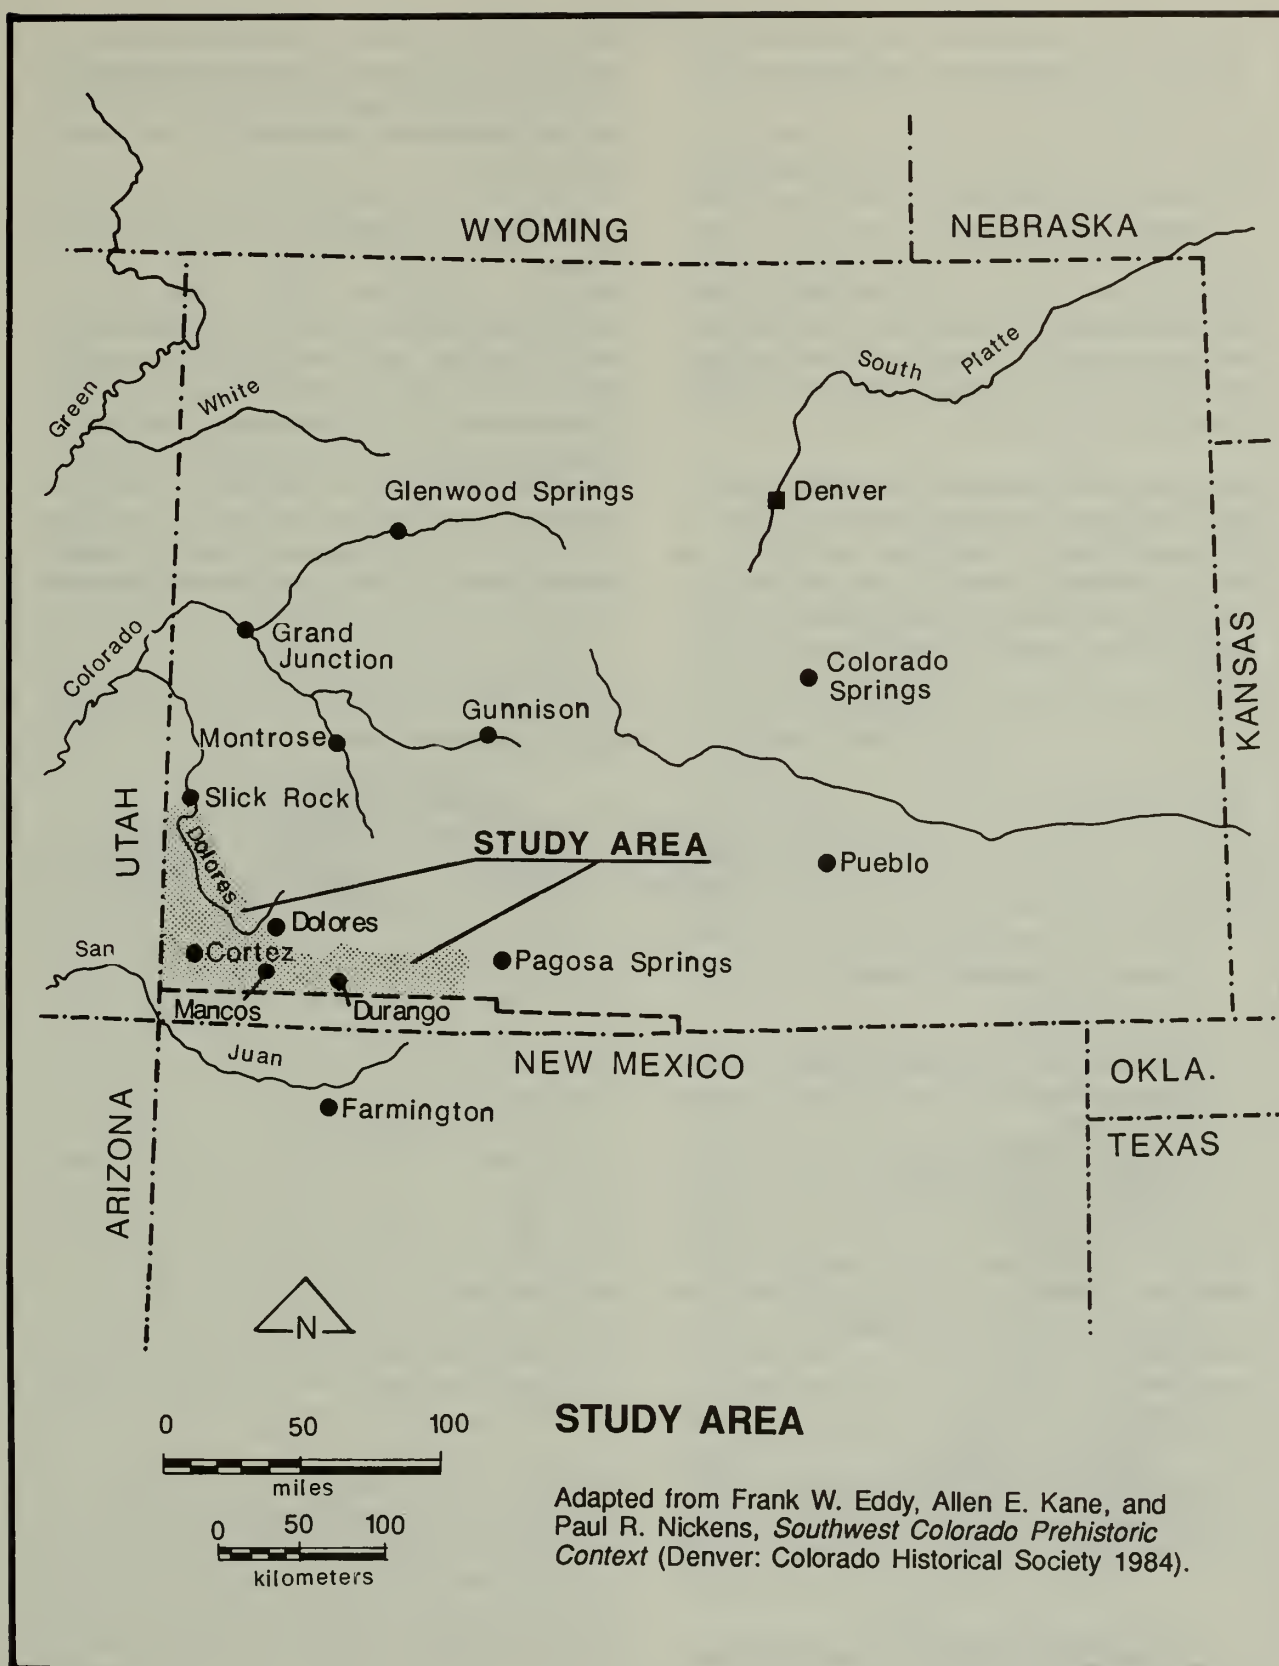 WYOMING
NEBRASKA
Green
White
South Platte
Glenwood Springs
Denver
Colorado
Grand
Junction
Colorado
Springs
KANSAS
Gunnison
Montrose
UTAH
Slick Rock
Dolores
STUDY AREA
Pueblo
Dolores
San
Cortez
Pagosa Springs
Mancos
Durango
Juan
NEW MEXICO
OKLA.
Farmington
ARIZONA
TEXAS
N
0 50 100
miles
0 50 100
kilometers
STUDY AREA
Adapted from Frank W. Eddy, Allen E. Kane, and
Paul R. Nickens, Southwest Colorado Prehistoric
Context (Denver: Colorado Historical Society 1984).